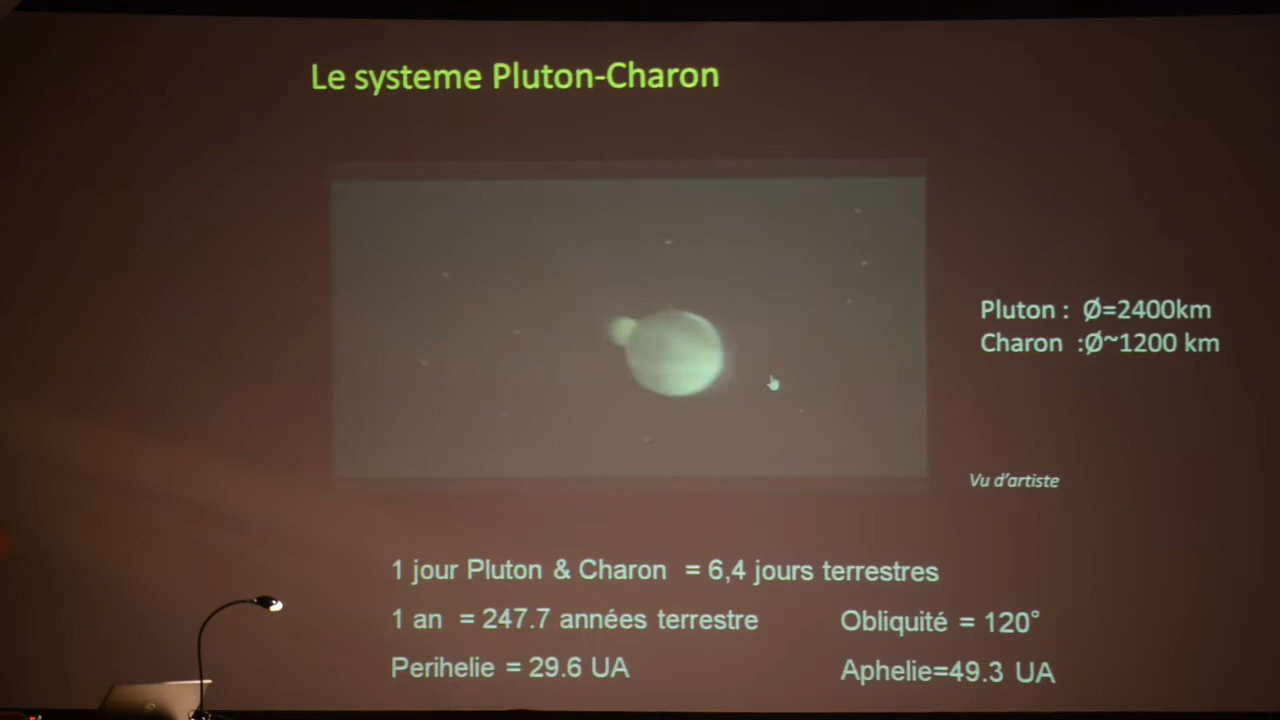 Le systeme Pluton-Charon
Pluton : Ø=2400km
Charon :Ø~1200 km
Vu d'artiste
1 jour Pluton & Charon = 6,4 jours terrestres
1 an = 247.7 années terrestre
Obliquité = 120°
Perihelie = 29.6 UA
Aphelie=49.3 UA